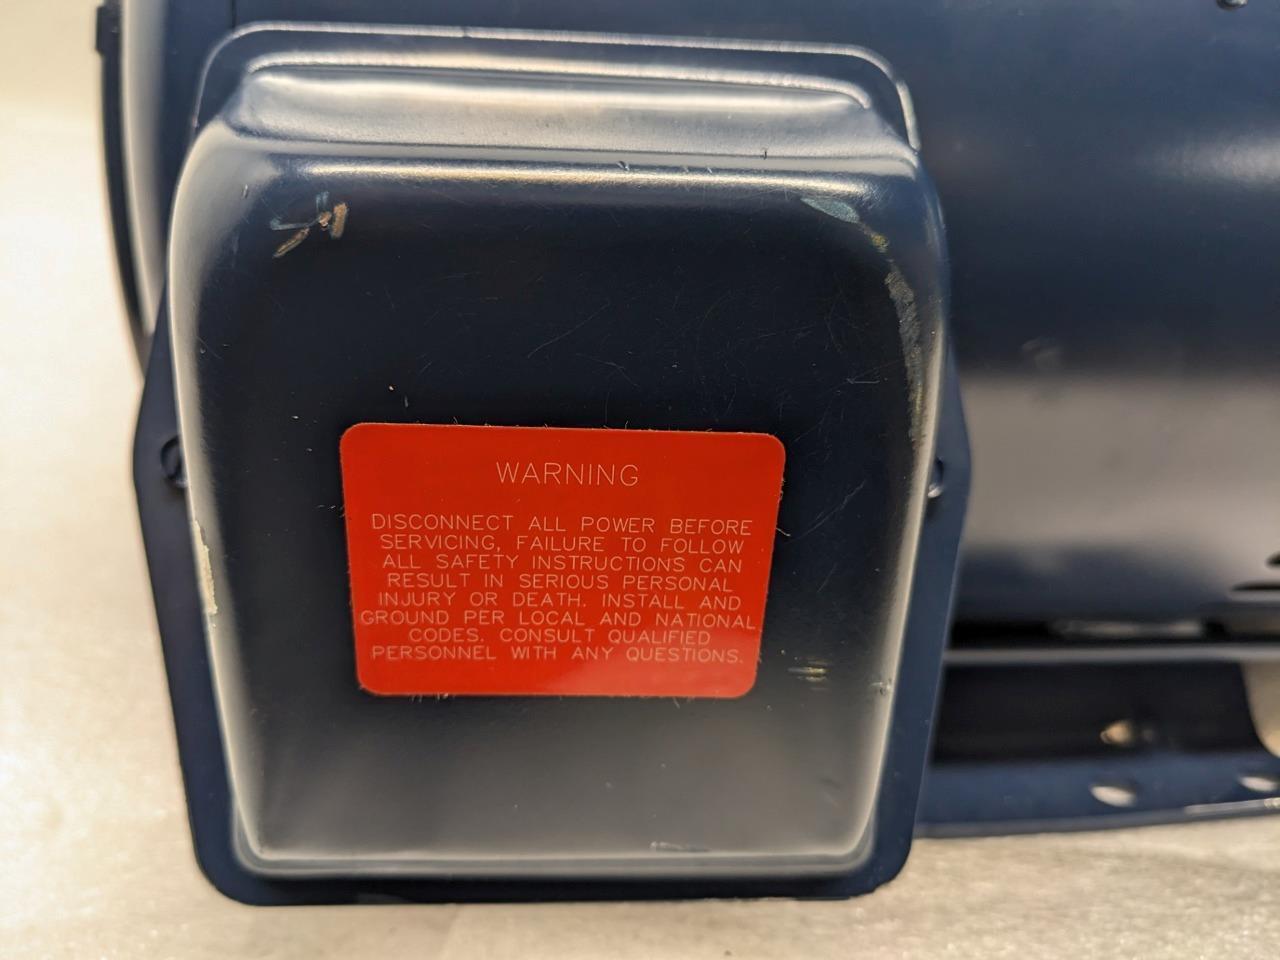 WARNING
DISCONNECT ALL POWER BEFORE
SERVICING, FAILURE TO FOLLOW
ALL SAFETY INSTRUCTIONS CAN
RESULT IN SERIOUS PERSONAL
INJURY OR DEATH. INSTALL AND
GROUND PER LOCAL AND NATIONAL
CODES. CONSULT QUALIFIED
PERSONNEL WITH ANY QUESTIONS.